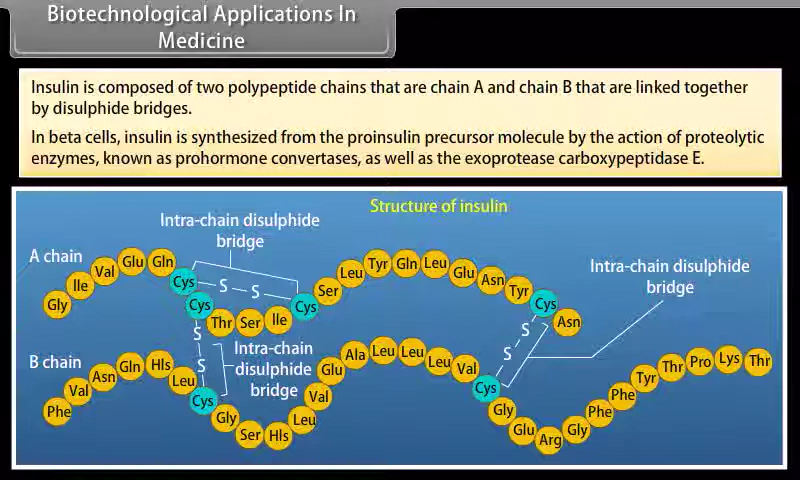 Biotechnological Applications In
Medicine
Insulin is composed of two polypeptide chains that are chain A and chain B that are linked together
by disulphide bridges.
In beta cells, insulin is synthesized from the proinsulin precursor molecule by the action of proteolytic
enzymes, known as prohormone convertases, as well as the exoprotease carboxypeptidase E.
Structure of insulin
Intra-chain disulphide
bridge
A chain
Gly Ile Val Glu Gln Cys Cys Thr Ser Ile Cys Ser Leu Tyr Gln Leu Glu Asn Tyr Cys Asn
S S
Intra-chain disulphide
bridge
S
S
Intra-chain
disulphide
bridge
S
S
B chain
Phe Val Asn Gln Hls Leu Cys Gly Ser Hls Leu Val Glu Ala Leu Leu Leu Val Cys Gly Glu Arg Gly Phe Phe Tyr Thr Pro Lys Thr